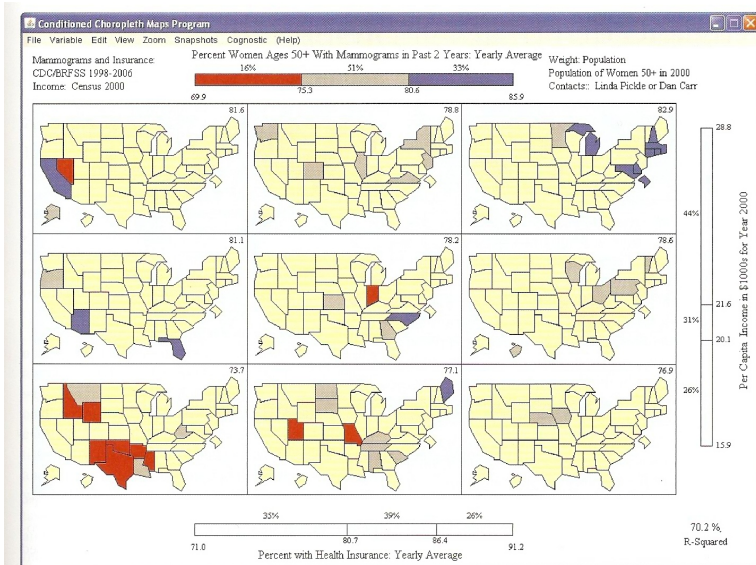 Conditioned Choropleth Maps Program
File Variable Edit View Zoom Snapshots Cognostic (Help)
Mammograms and Insurance:
CDC/BRFSS 1998-2006
Income: Census 2000
Percent Women Ages 50+ With Mammograms in Past 2 Years: Yearly Average
16% 51% 33%
69.9 75.3 80.6 85.9
Weight: Population
Population of Women 50+ in 2000
Contacts: Linda Pickle or Dan Carr
81.6 78.8 82.9
81.1 78.2 78.6
73.7 77.1 76.9
28.8
44%
21.6
31%
20.1
26%
15.9
Per Capita Income in $1000s for Year 2000
35% 39% 26%
71.0 80.7 86.4 91.2
Percent with Health Insurance: Yearly Average
70.2 %
R-Squared